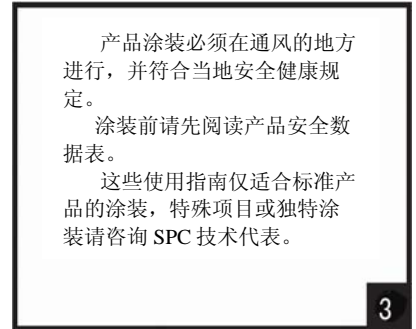 产品涂装必须在通风的地方
进行，并符合当地安全健康规
定。
涂装前请先阅读产品安全数
据表。
这些使用指南仅适合标准产
品的涂装，特殊项目或独特涂
装请咨询 SPC 技术代表。
3